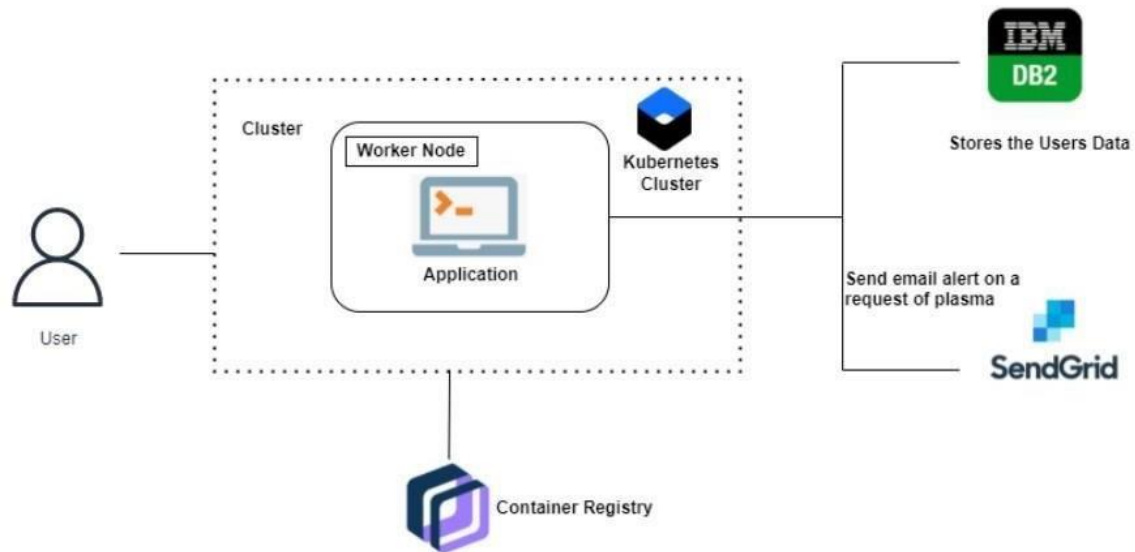 IBM
DB2
Stores the Users Data
Cluster
Worker Node
Kubernetes
Cluster
Application
User
Send email alert on a
request of plasma
SendGrid
Container Registry